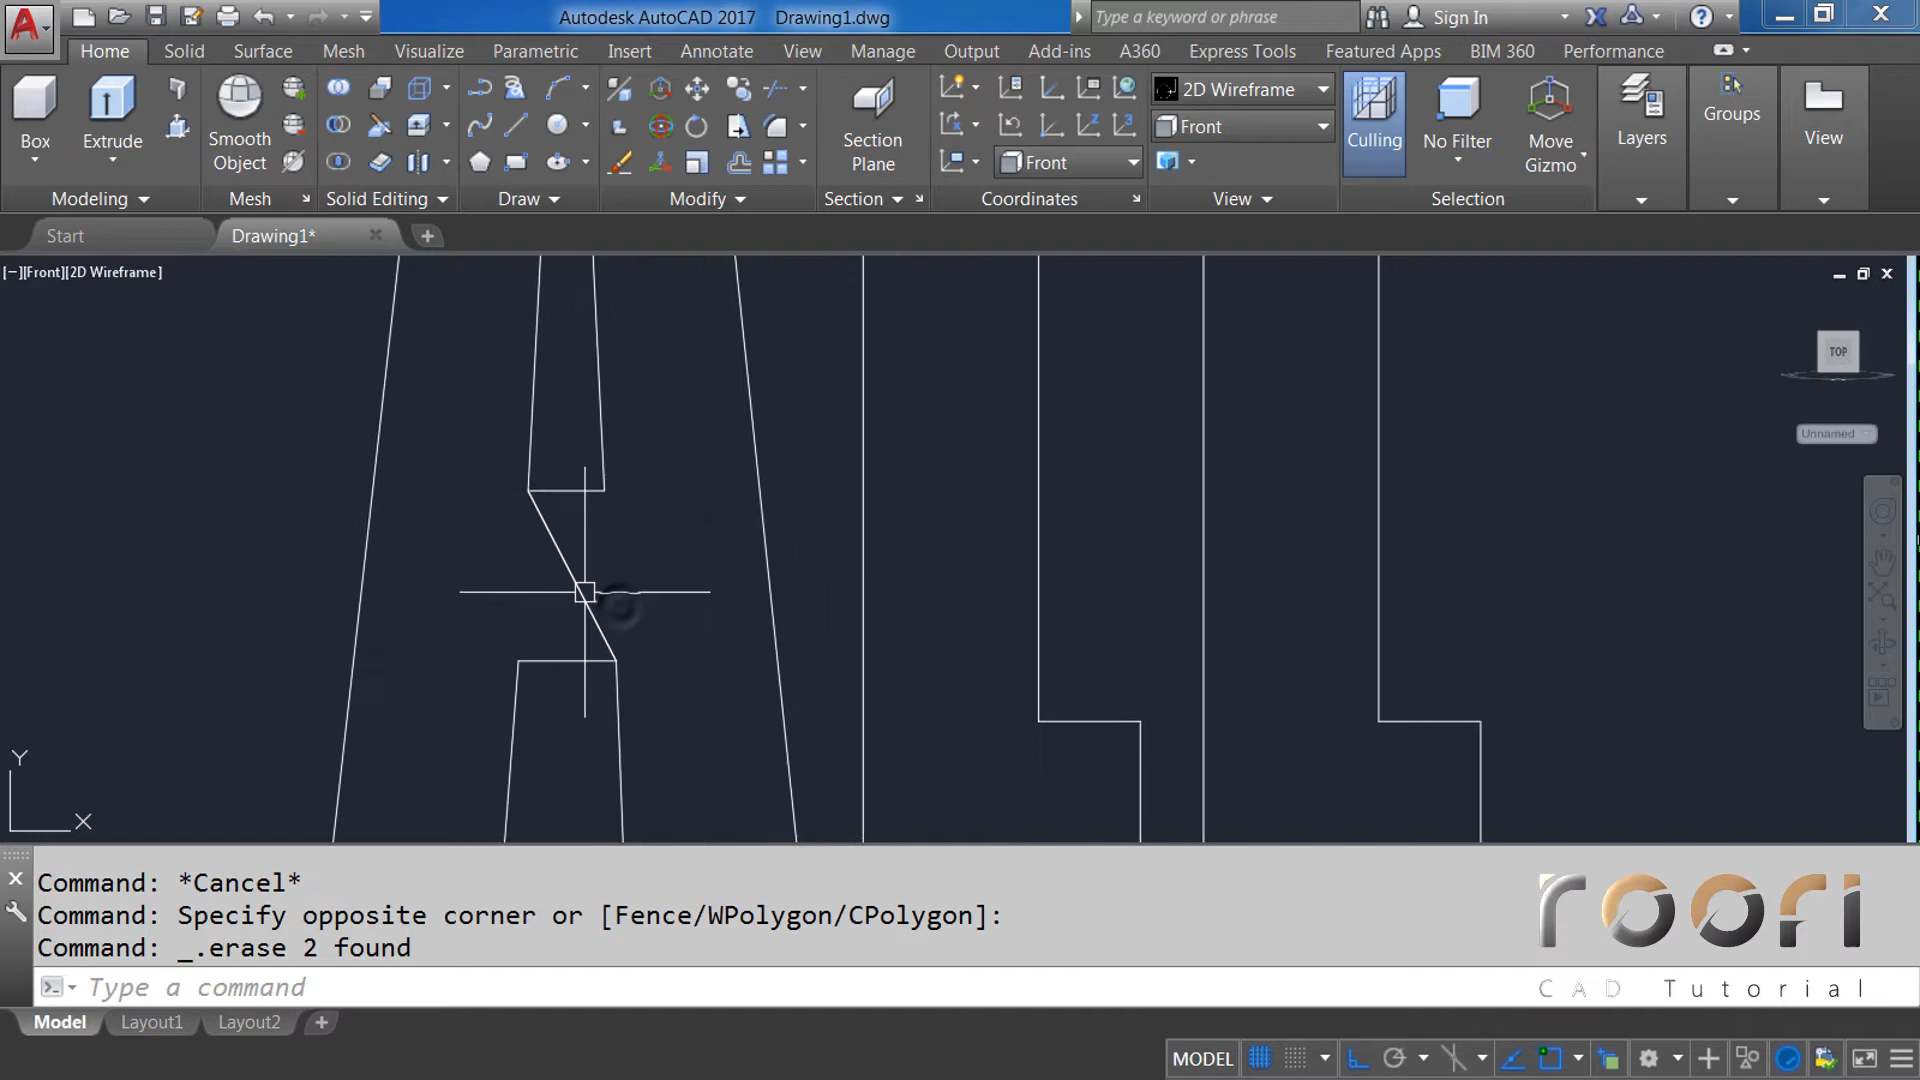 Autodesk AutoCAD 2017 Drawing1.dwg
Type a keyword or phrase
Sign In
Home Solid Surface Mesh Visualize Parametric Insert Annotate View Manage Output Add-ins A360 Express Tools Featured Apps BIM 360 Performance
Box
Extrude
Smooth Object
Section Plane
2D Wireframe
Front
Front
Culling
No Filter
Move Gizmo
Layers
Groups
View
Modeling Mesh Solid Editing Draw Modify Section Coordinates View Selection
Start Drawing1*
[−][Front][2D Wireframe]
TOP
Unnamed
Y
X
Command: *Cancel*
Command: Specify opposite corner or [Fence/WPolygon/CPolygon]:
Command: _.erase 2 found
Type a command
roofi
CAD Tutorial
Model Layout1 Layout2
MODEL